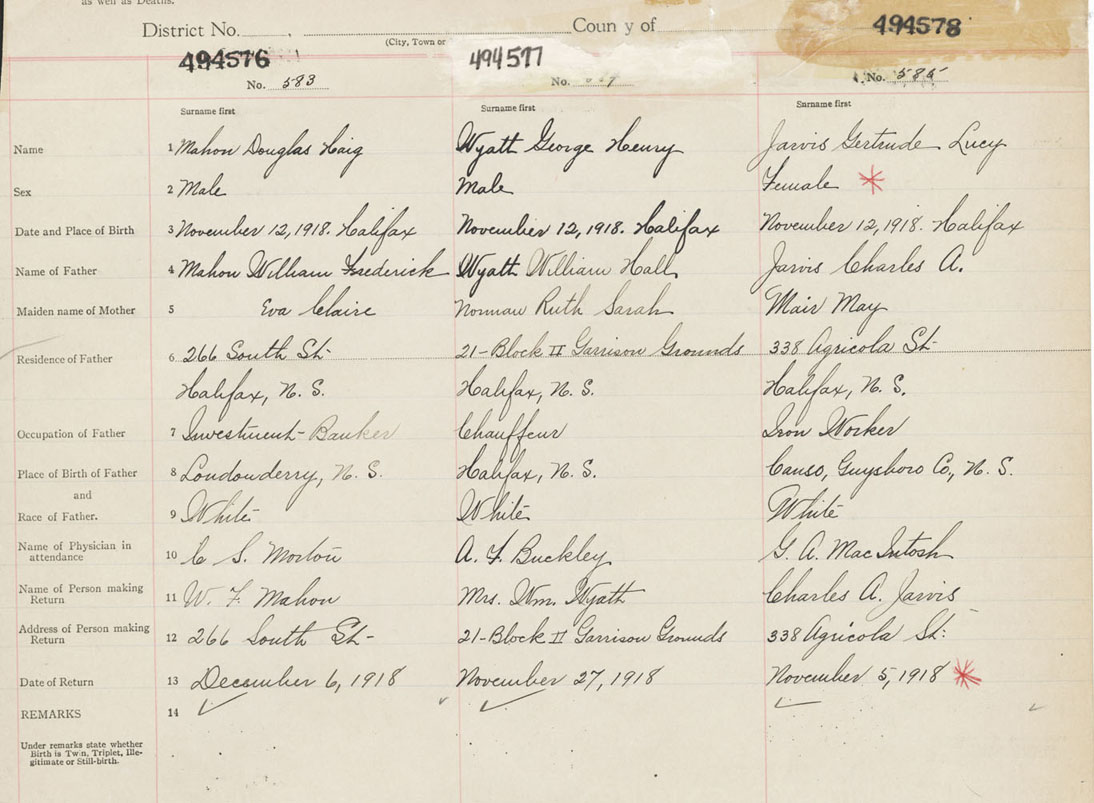 as well as Deaths.
District No. , County of
(City, Town or
494576 494577 494578
No. 583 No. No. 585
Surname first Surname first Surname first
Name 1 Mahon Douglas Haig Wyatt George Henry Jarvis Gertrude Lucy
Sex 2 Male Male Female *
Date and Place of Birth 3 November 12, 1918. Halifax November 12, 1918. Halifax November 12, 1918. Halifax
Name of Father 4 Mahon William Frederick Wyatt William Hall Jarvis Charles A.
Maiden name of Mother 5 Eva Claire Norman Ruth Sarah Mair May
Residence of Father 6 266 South St- 21-Block II Garrison Grounds 338 Agricola St-
Halifax, N. S. Halifax, N. S. Halifax, N. S.
Occupation of Father 7 Investment Banker Chauffeur Iron Worker
Place of Birth of Father 8 Londonderry, N. S. Halifax, N. S. Canso, Guysboro Co., N. S.
and
Race of Father. 9 White White White
Name of Physician in
attendance 10 C S. Morton A. F. Buckley G. A. MacIntosh
Name of Person making
Return 11 W. F. Mahon Mrs. Wm. Wyath Charles A. Jarvis
Address of Person making
Return 12 266 South St- 21-Block II Garrison Grounds 338 Agricola St:
Date of Return 13 December 6, 1918 November 27, 1918 November 5, 1918 *
REMARKS 14
Under remarks state whether
Birth is Twin, Triplet, Ille-
gitimate or Still-birth.